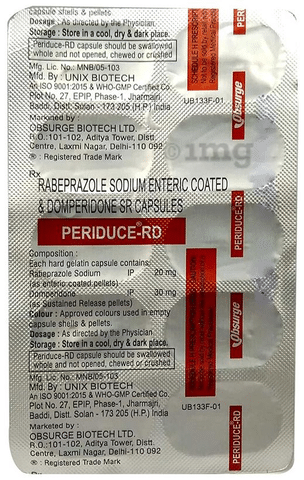 capsule shells & pellets
Dosage : As directed by the Physician.
Storage : Store in a cool, dry & dark place.
Periduce-RD capsule should be swallowed
whole and not opened, chewed or crushed
Mfg. Lic. No.: MNB/05-103
Mfd. By : UNIX BIOTECH
An ISO 9001:2015 & WHO-GMP Certified Co.
Plot No. 27, EPIP, Phase-1, Jharmajri,
Baddi, Distt. Solan - 173 205 (H.P.) India
Marketed by :
OBSURGE BIOTECH LTD.
R.O.:101-102, Aditya Tower, Distt.
Centre, Laxmi Nagar, Delhi-110 092
® : Registered Trade Mark
UB133F-01
Obsurge
PERIDUCE-RD
1mg
Rx
RABEPRAZOLE SODIUM ENTERIC COATED
& DOMPERIDONE SR CAPSULES
PERIDUCE-RD
Composition :
Each hard gelatin capsule contains:
Rabeprazole Sodium IP 20 mg
(as enteric coated pellets)
Domperidone IP 30 mg
(as Sustained Release pellets)
Colour : Approved colours used in empty
capsule shells & pellets.
Dosage : As directed by the Physician.
Storage : Store in a cool, dry & dark place.
Periduce-RD capsule should be swallowed
whole and not opened, chewed or crushed
Mfg. Lic. No.: MNB/05-103
Mfd. By : UNIX BIOTECH
An ISO 9001:2015 & WHO-GMP Certified Co.
Plot No. 27, EPIP, Phase-1, Jharmajri,
Baddi, Distt. Solan - 173 205 (H.P.) India
Marketed by :
OBSURGE BIOTECH LTD.
R.O.:101-102, Aditya Tower, Distt.
Centre, Laxmi Nagar, Delhi-110 092
® : Registered Trade Mark
UB133F-01
PERIDUCE-RD
Obsurge
PERIDUCE-RD